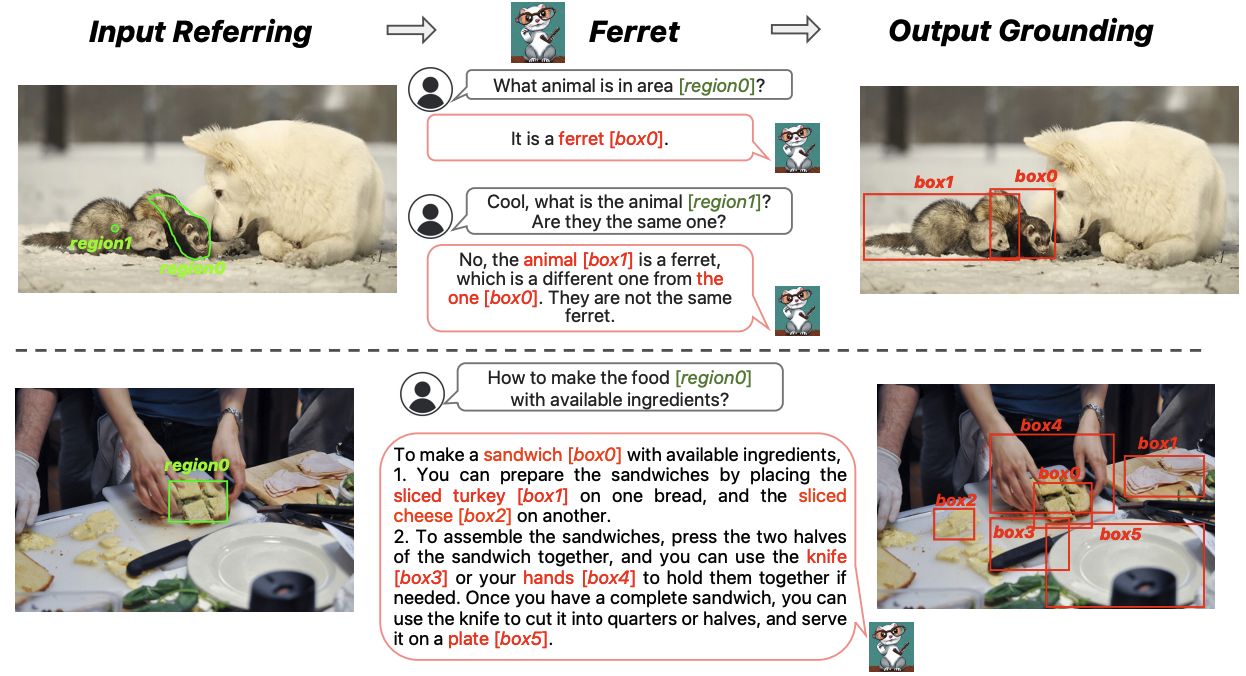 Input Referring
Ferret
Output Grounding
What animal is in area [region0]?
It is a ferret [box0].
Cool, what is the animal [region1]?
Are they the same one?
No, the animal [box1] is a ferret,
which is a different one from the
one [box0]. They are not the same
ferret.
region1
region0
box1
box0
How to make the food [region0]
with available ingredients?
To make a sandwich [box0] with available ingredients,
1. You can prepare the sandwiches by placing the
sliced turkey [box1] on one bread, and the sliced
cheese [box2] on another.
2. To assemble the sandwiches, press the two halves
of the sandwich together, and you can use the knife
[box3] or your hands [box4] to hold them together if
needed. Once you have a complete sandwich, you can
use the knife to cut it into quarters or halves, and serve
it on a plate [box5].
region0
box4
box1
box0
box2
box3
box5